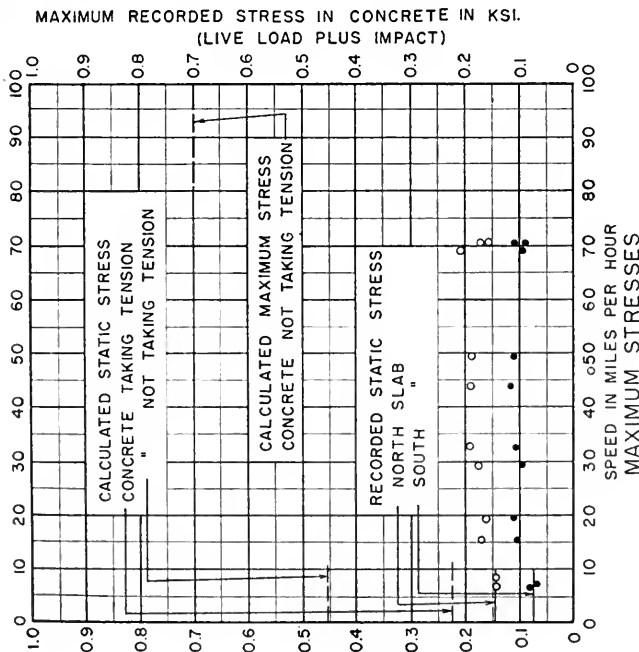 MAXIMUM RECORDED STRESS IN CONCRETE IN KSI.
(LIVE LOAD PLUS IMPACT)
1.0 0.9 0.8 0.7 0.6 0.5 0.4 0.3 0.2 0.1 0
100 90 80 70 60 50 40 30 20 10 0
CALCULATED STATIC STRESS
CONCRETE TAKING TENSION
" NOT TAKING TENSION
CALCULATED MAXIMUM STRESS
CONCRETE NOT TAKING TENSION
RECORDED STATIC STRESS
NORTH SLAB
SOUTH "
0 10 20 30 40 50 60 70 80 90 100
SPEED IN MILES PER HOUR
MAXIMUM STRESSES
1.0 0.9 0.8 0.7 0.6 0.5 0.4 0.3 0.2 0.1 0